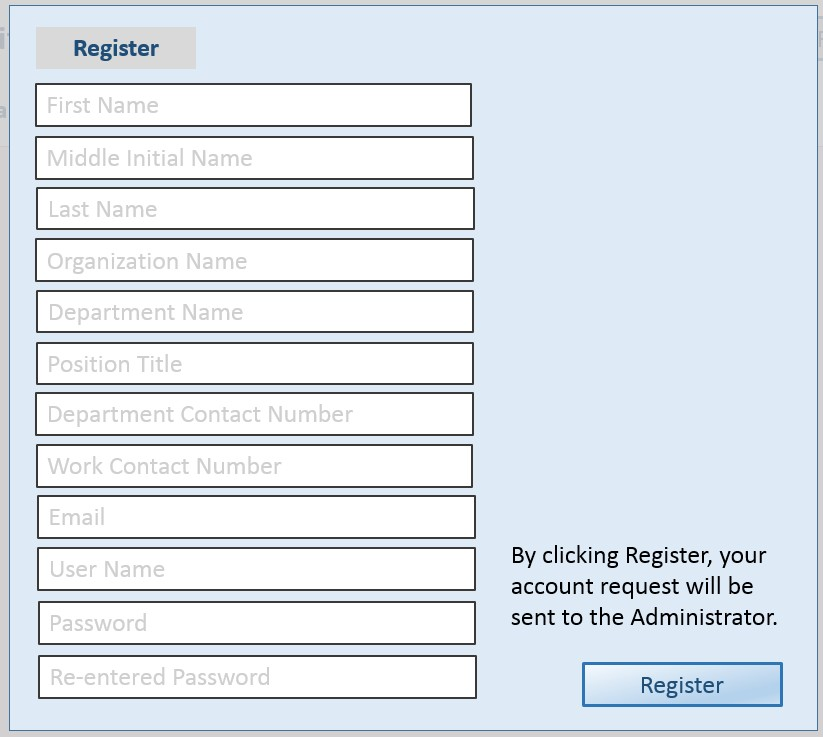 Register
First Name
Middle Initial Name
Last Name
Organization Name
Department Name
Position Title
Department Contact Number
Work Contact Number
Email
User Name
Password
Re-entered Password
By clicking Register, your
account request will be
sent to the Administrator.
Register